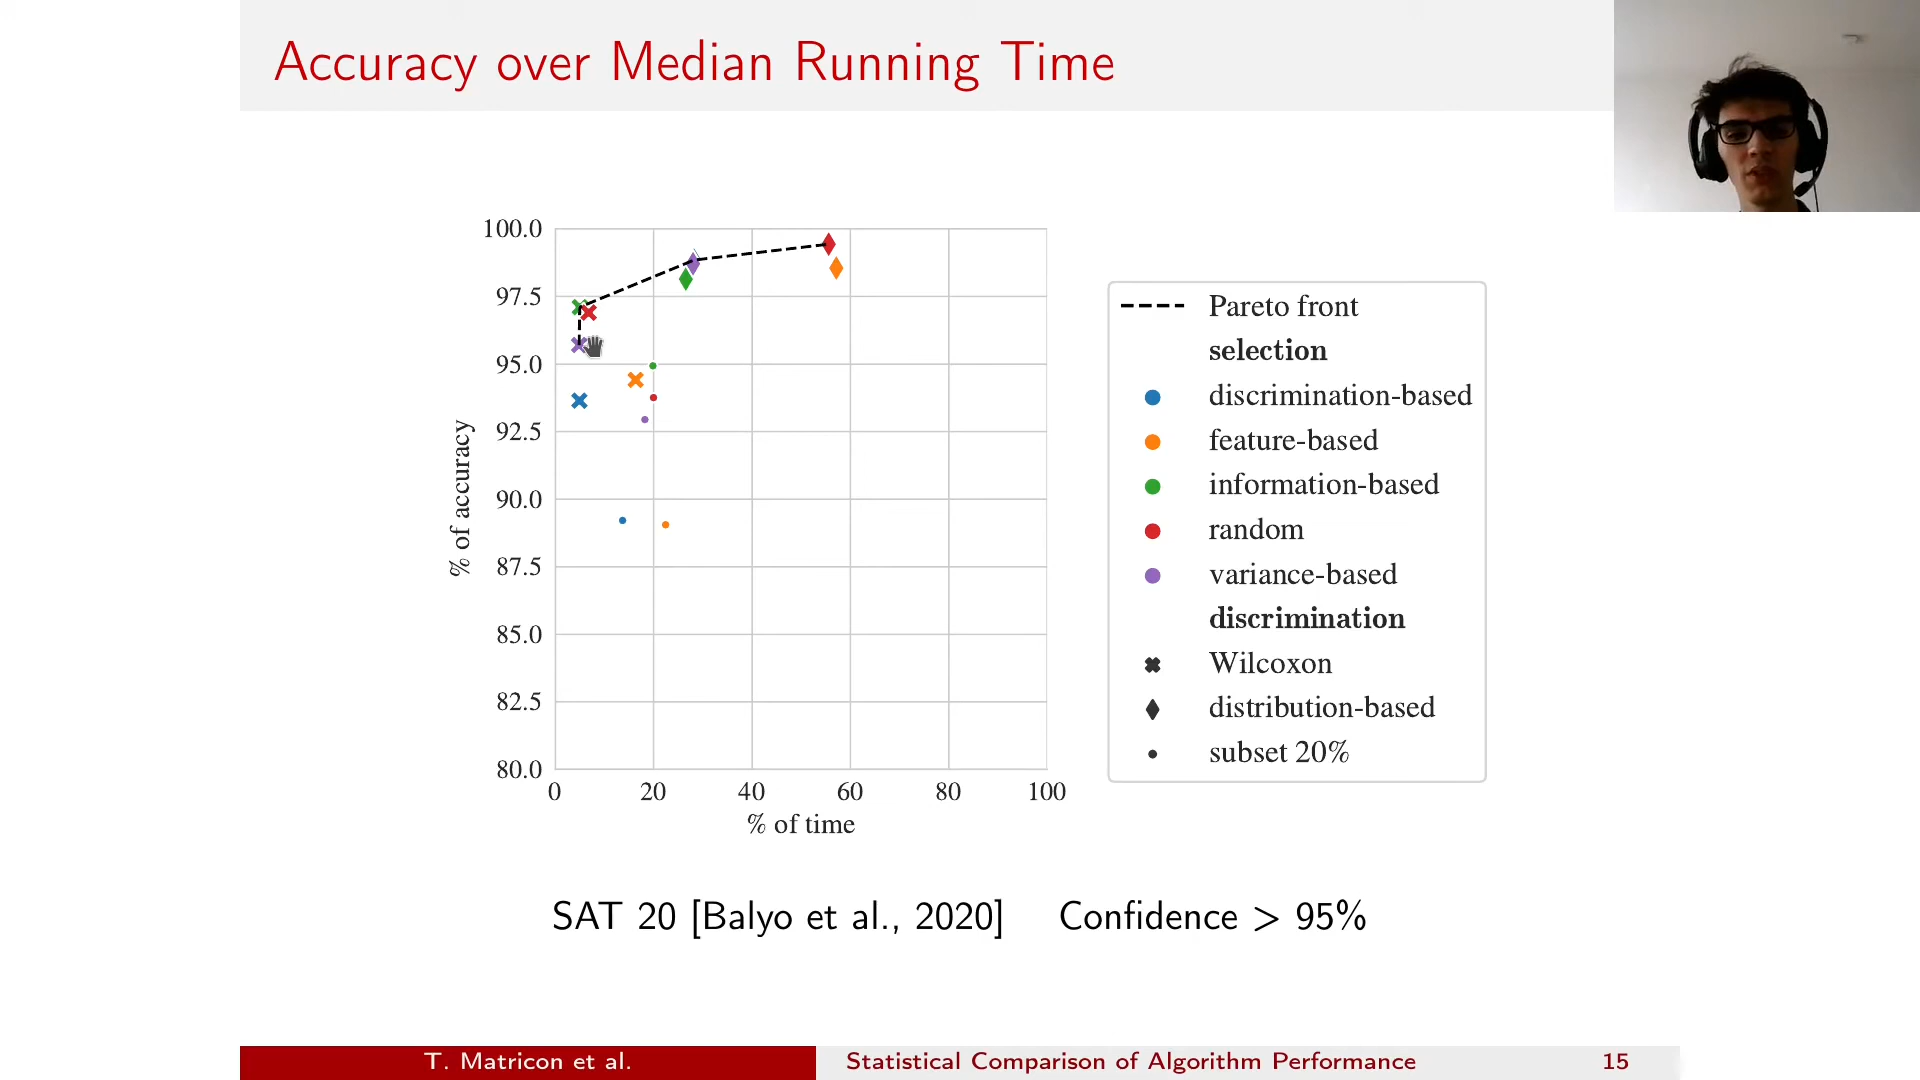 Accuracy over Median Running Time
100.0
97.5
95.0
92.5
90.0
87.5
85.0
82.5
80.0
% of accuracy
0 20 40 60 80 100
% of time
Pareto front
selection
discrimination-based
feature-based
information-based
random
variance-based
discrimination
Wilcoxon
distribution-based
subset 20%
SAT 20 [Balyo et al., 2020] Confidence > 95%
T. Matricon et al. Statistical Comparison of Algorithm Performance 15